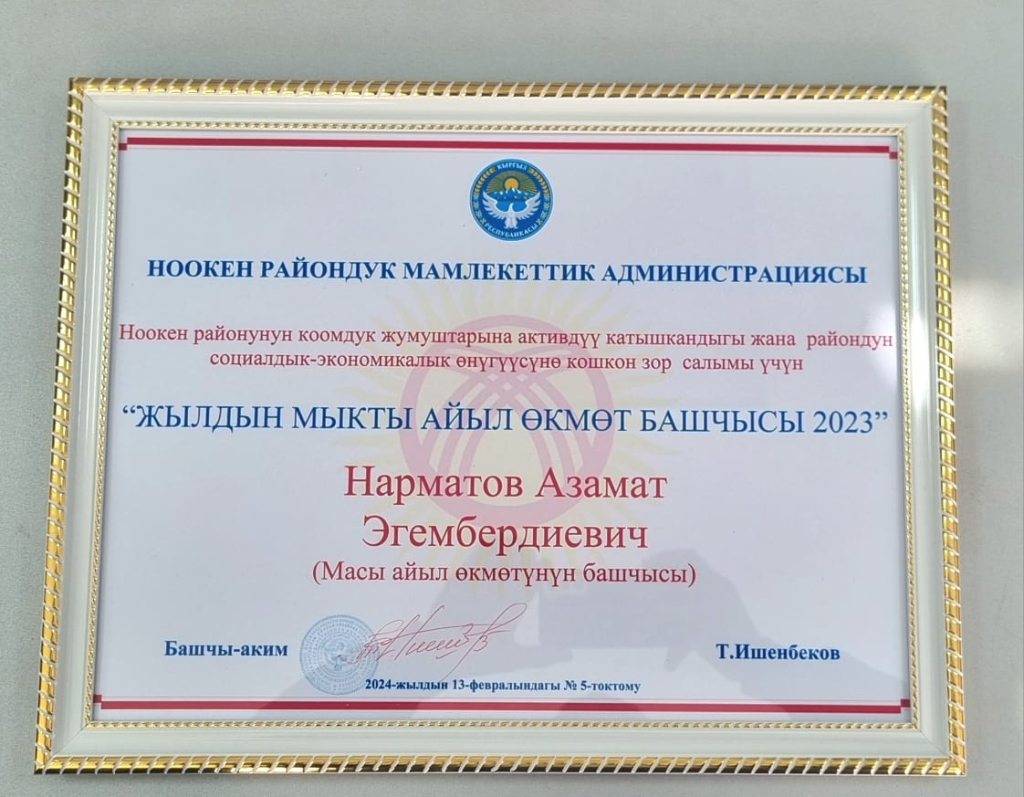 КЫРГЫЗ
РЕСПУБЛИКАСЫ
НООКЕН РАЙОНДУК МАМЛЕКЕТТИК АДМИНИСТРАЦИЯСЫ
Ноокен районунун коомдук жумуштарына активдүү катышкандыгы жана райондун
социалдык-экономикалык өнүгүүсүнө кошкон зор салымы үчүн
“ЖЫЛДЫН МЫКТЫ АЙЫЛ ӨКМӨТ БАШЧЫСЫ 2023”
Нарматов Азамат
Эгембердиевич
(Масы айыл өкмөтүнүн башчысы)
Башчы-аким
Т.Ишенбеков
2024-жылдын 13-февралындагы № 5-токтому